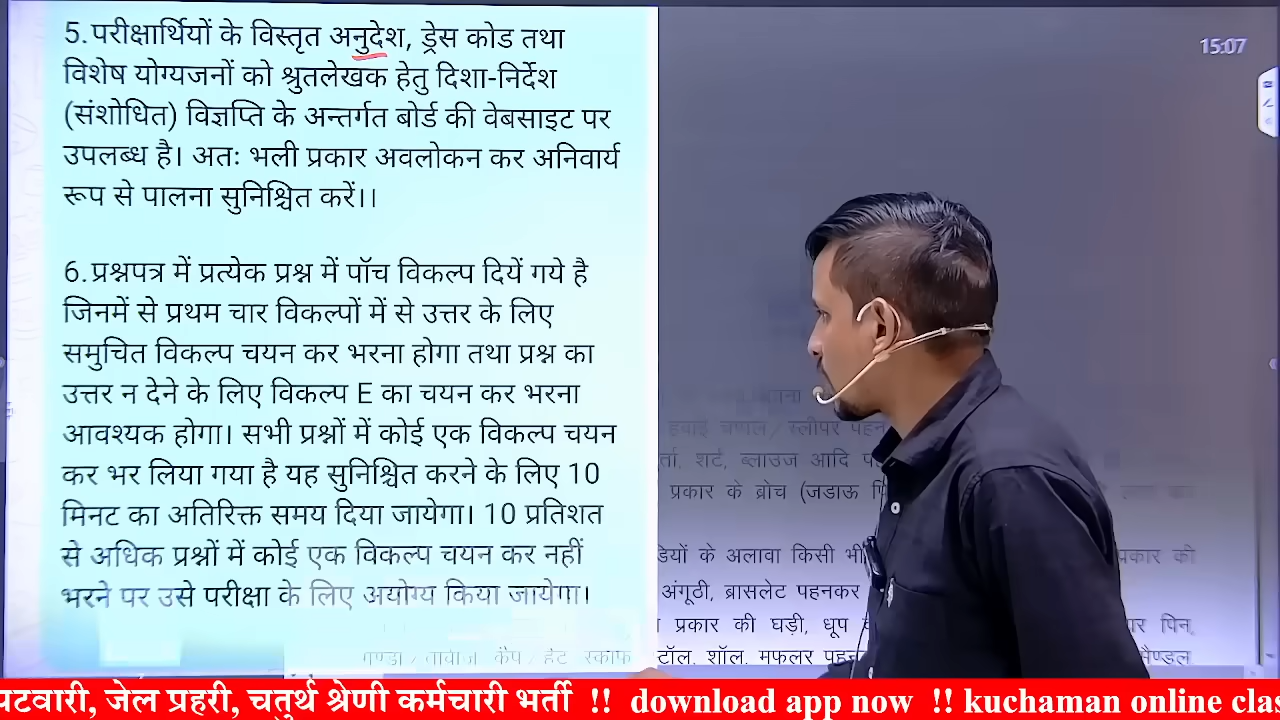 5. परीक्षार्थियों के विस्तृत अनुदेश, ड्रेस कोड तथा
विशेष योग्यजनों को श्रुतलेखक हेतु दिशा-निर्देश
(संशोधित) विज्ञप्ति के अन्तर्गत बोर्ड की वेबसाइट पर
उपलब्ध है। अतः भली प्रकार अवलोकन कर अनिवार्य
रूप से पालना सुनिश्चित करें।।
6. प्रश्नपत्र में प्रत्येक प्रश्न में पॉच विकल्प दियें गये है
जिनमें से प्रथम चार विकल्पों में से उत्तर के लिए
समुचित विकल्प चयन कर भरना होगा तथा प्रश्न का
उत्तर न देने के लिए विकल्प E का चयन कर भरना
आवश्यक होगा। सभी प्रश्नों में कोई एक विकल्प चयन
कर भर लिया गया है यह सुनिश्चित करने के लिए 10
मिनट का अतिरिक्त समय दिया जायेगा। 10 प्रतिशत
से अधिक प्रश्नों में कोई एक विकल्प चयन कर नहीं
भरने पर उसे परीक्षा के लिए अयोग्य किया जायेगा।
15:07
हवाई चप्पल/स्लीपर पहन
शर्ट, ब्लाउज आदि
प्रकार के ब्रोच (जडाऊ
के अलावा किसी भी प्रकार की
अंगूठी, ब्रासलेट पहनकर
प्रकार की घड़ी, धूप पिन,
कैप/हैट स्कार्फ स्टॉल, शॉल, मफलर पहन सैण्डल
पटवारी, जेल प्रहरी, चतुर्थ श्रेणी कर्मचारी भर्ती !! download app now !! kuchaman online clas